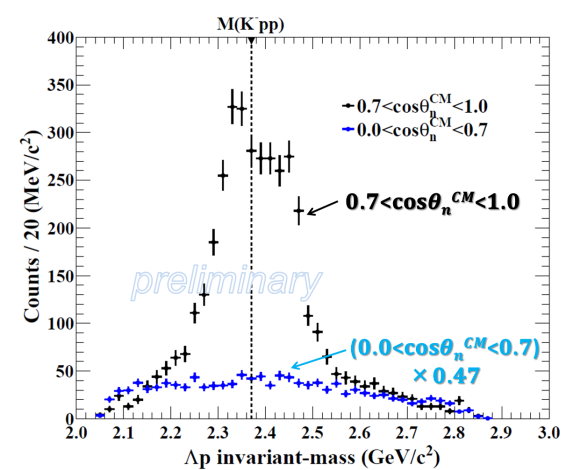 M(K⁻pp)
400
350
300
250
200
150
100
50
0
Counts / 20 (MeV/c²)
0.7<cosθₙᶜᴹ<1.0
0.0<cosθₙᶜᴹ<0.7
0.7<cosθₙᶜᴹ<1.0
preliminary
(0.0<cosθₙᶜᴹ<0.7)
×0.47
2.0 2.1 2.2 2.3 2.4 2.5 2.6 2.7 2.8 2.9 3.0
Λp invariant-mass (GeV/c²)